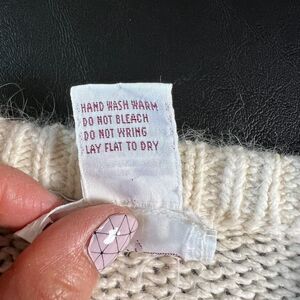 HAND WASH WARM
DO NOT BLEACH
DO NOT WRING
LAY FLAT TO DRY